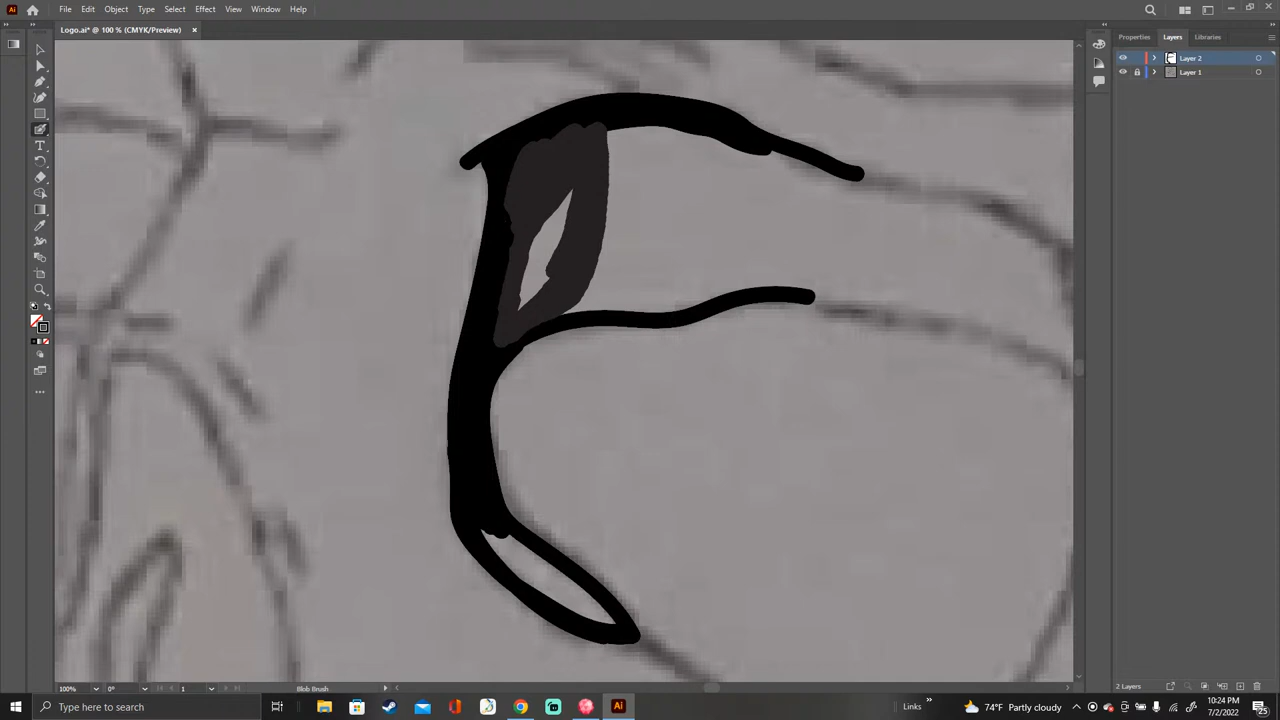 File Edit Object Type Select Effect View Window Help
Logo.ai* @ 100 % (CMYK/Preview)
Properties Layers Libraries
Layer 2
Layer 1
100% 0° 1 Blob Brush
2 Layers
Type here to search
Links
74°F Partly cloudy
10:24 PM
7/2/2022